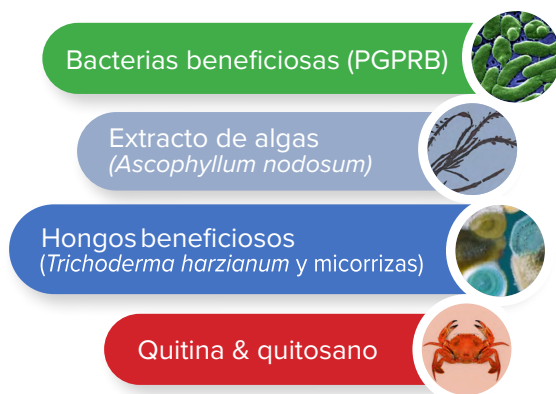 Bacterias beneficiosas (PGPRB)
Extracto de algas
(Ascophyllum nodosum)
Hongos beneficiosos
(Trichoderma harzianum y micorrizas)
Quitina & quitosano